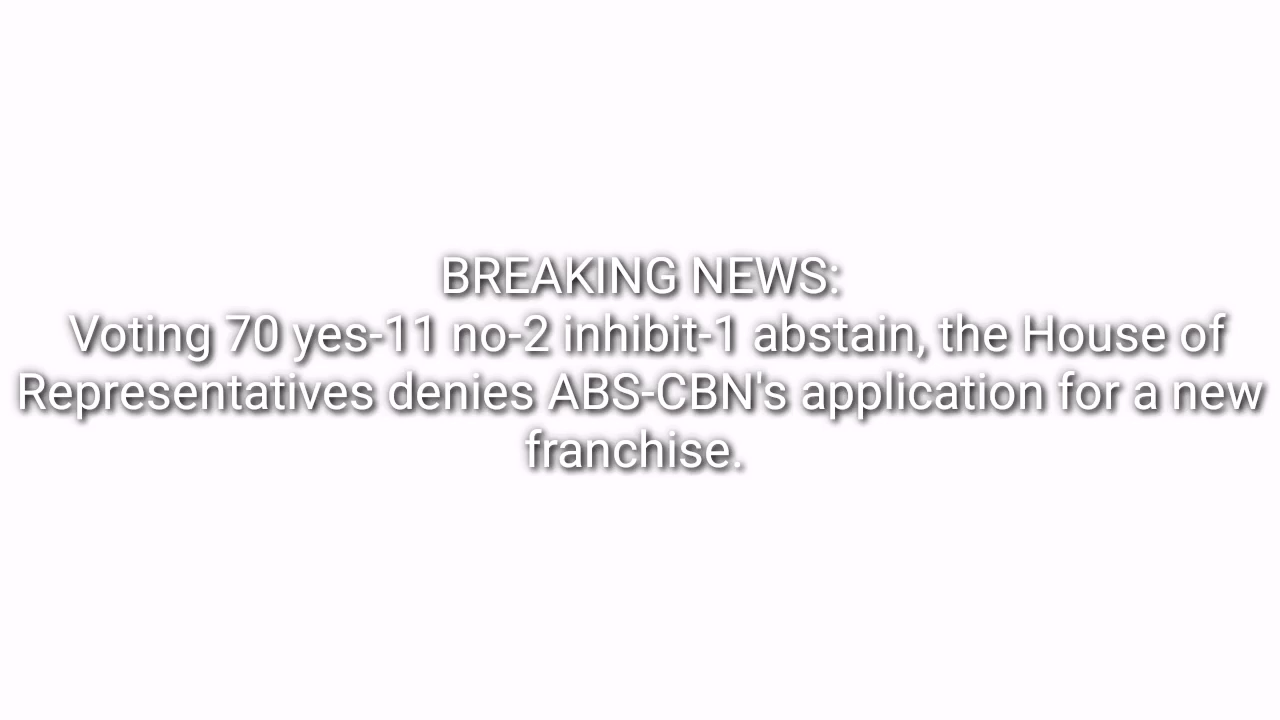 BREAKING NEWS:
Voting 70 yes-11 no-2 inhibit-1 abstain, the House of
Representatives denies ABS-CBN's application for a new
franchise.